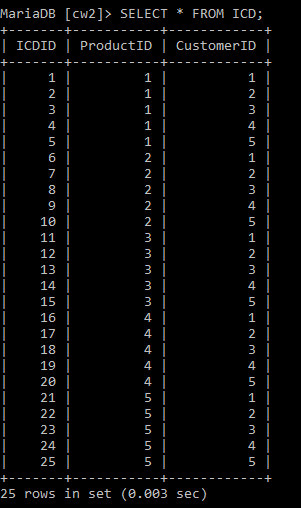 MariaDB [cw2]> SELECT * FROM ICD;
+-------+-----------+------------+
| ICDID | ProductID | CustomerID |
+-------+-----------+------------+
|     1 |         1 |          1 |
|     2 |         1 |          2 |
|     3 |         1 |          3 |
|     4 |         1 |          4 |
|     5 |         1 |          5 |
|     6 |         2 |          1 |
|     7 |         2 |          2 |
|     8 |         2 |          3 |
|     9 |         2 |          4 |
|    10 |         2 |          5 |
|    11 |         3 |          1 |
|    12 |         3 |          2 |
|    13 |         3 |          3 |
|    14 |         3 |          4 |
|    15 |         3 |          5 |
|    16 |         4 |          1 |
|    17 |         4 |          2 |
|    18 |         4 |          3 |
|    19 |         4 |          4 |
|    20 |         4 |          5 |
|    21 |         5 |          1 |
|    22 |         5 |          2 |
|    23 |         5 |          3 |
|    24 |         5 |          4 |
|    25 |         5 |          5 |
+-------+-----------+------------+
25 rows in set (0.003 sec)